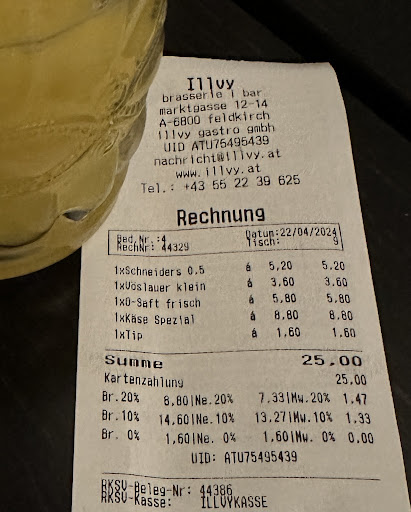 Illvy
brasserie | bar
marktgasse 12-14
A-6800 feldkirch
illvy gastro gmbh
UID ATU75495439
nachricht@illvy.at
www.illvy.at
Tel.: +43 55 22 39 625
Rechnung
Bed.Nr.:4 Datum:22/04/2024
RechNr: 44329 Tisch: 9
1xSchneiders 0.5 á 5,20 5.20
1xVöslauer klein á 3,60 3.60
1xO-Saft frisch á 5,80 5,80
1xKäse Spezial á 8,80 8.80
1xTip á 1,60 1.60
Summe 25.00
Kartenzahlung 25.00
Br.20% 8,80|Ne.20% 7.33|Mw.20% 1.47
Br.10% 14,60|Ne.10% 13,27|Mw.10% 1.33
Br. 0% 1,60|Ne. 0% 1,60|Mw. 0% 0.00
UID: ATU75495439
RKSV-Beleg-Nr: 44386
RKSV-Kasse: ILLVYKASSE